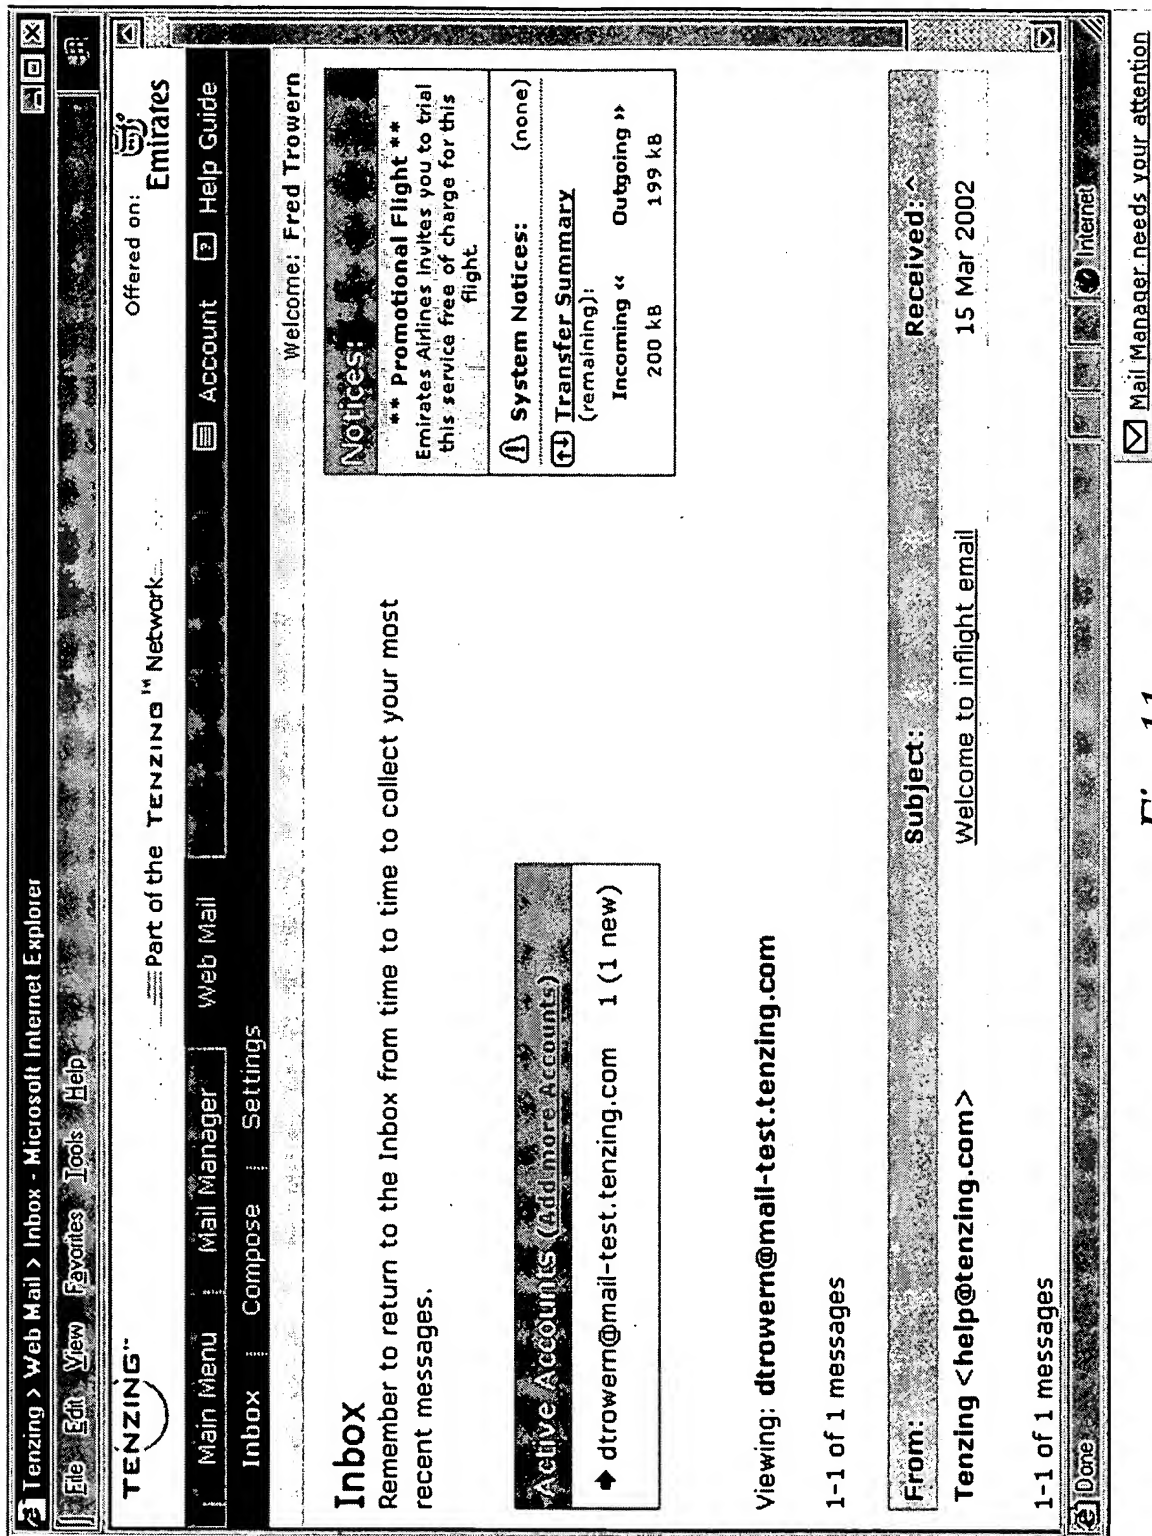 Tenzing > Web Mail > Inbox - Microsoft Internet Explorer
File Edit View Favorites Tools Help
TENZING™
Part of the TENZING™ Network
Offered on:
Emirates
Main Menu Mail Manager Web Mail Account Help Guide
Inbox Compose Settings
Welcome: Fred Trowern
Inbox
Remember to return to the Inbox from time to time to collect your most
recent messages.
Notices:
** Promotional Flight **
Emirates Airlines invites you to trial
this service free of charge for this
flight.
System Notices: (none)
Transfer Summary
(remaining):
Incoming << Outgoing >>
200 kB 199 kB
Active Accounts (Add more Accounts)
dtrowern@mail-test.tenzing.com 1 (1 new)
Viewing: dtrowern@mail-test.tenzing.com
1-1 of 1 messages
From: Subject: Received: ^
Tenzing <help@tenzing.com> Welcome to inflight email 15 Mar 2002
1-1 of 1 messages
Done Internet
Mail Manager needs your attention